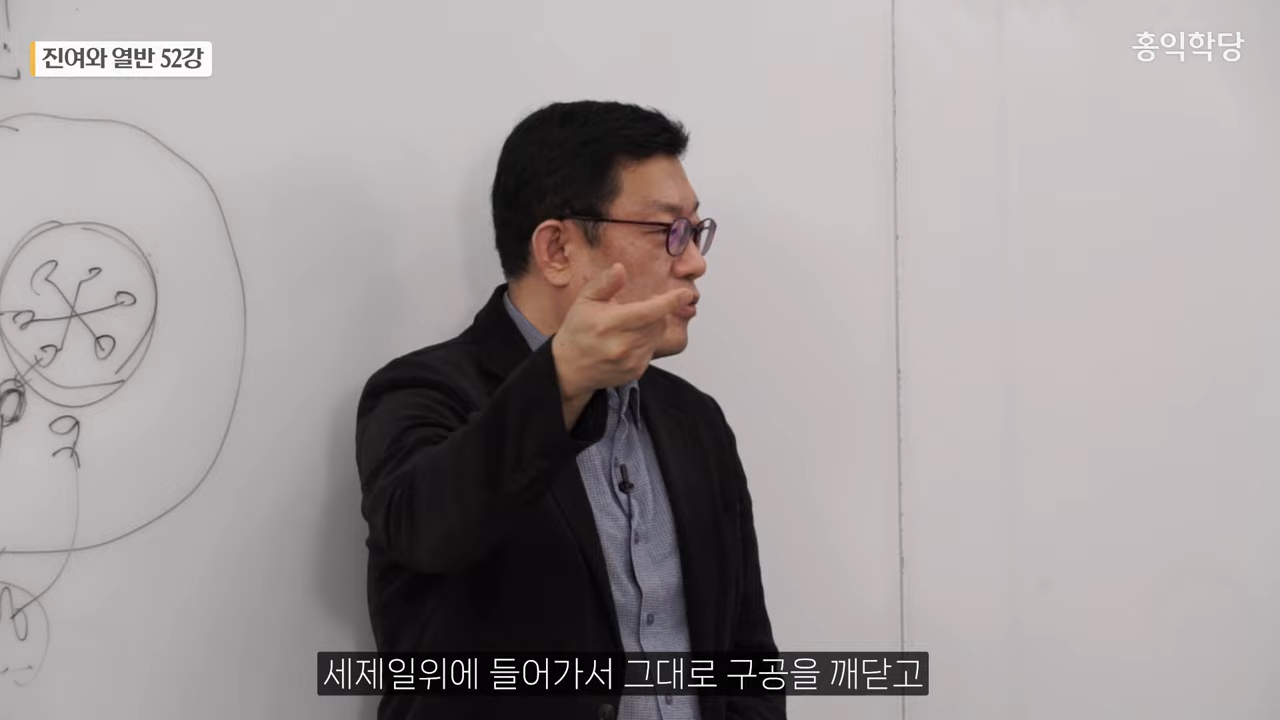 진여와 열반 52강
홍익학당
세제일위에 들어가서 그대로 구공을 깨닫고